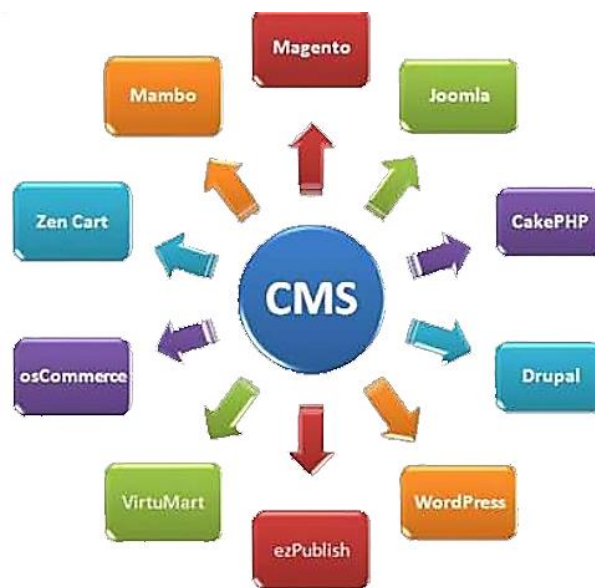 Magento
Mambo
Joomla
Zen Cart
CakePHP
CMS
osCommerce
Drupal
VirtuMart
WordPress
ezPublish